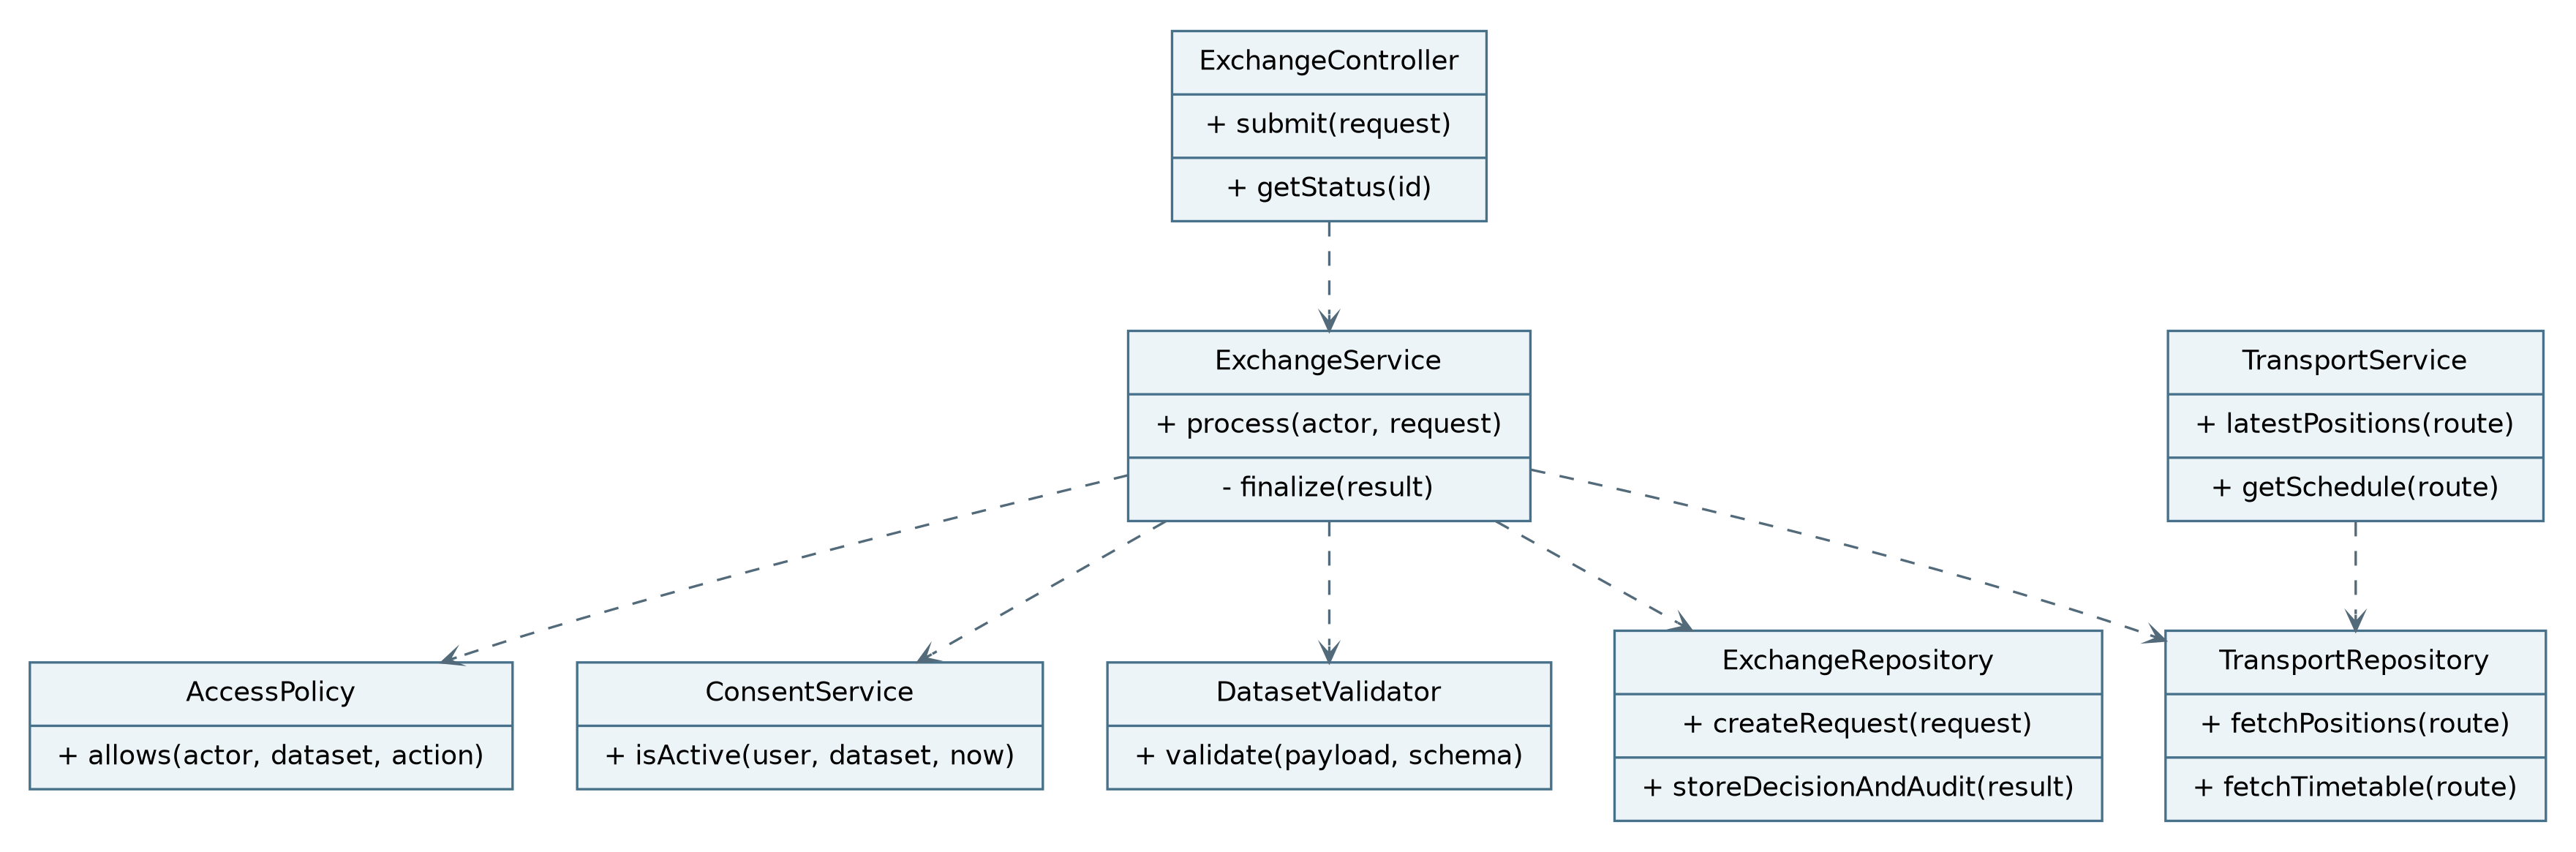 ExchangeController
+ submit(request)
+ getStatus(id)
ExchangeService
+ process(actor, request)
- finalize(result)
TransportService
+ latestPositions(route)
+ getSchedule(route)
AccessPolicy
+ allows(actor, dataset, action)
ConsentService
+ isActive(user, dataset, now)
DatasetValidator
+ validate(payload, schema)
ExchangeRepository
+ createRequest(request)
+ storeDecisionAndAudit(result)
TransportRepository
+ fetchPositions(route)
+ fetchTimetable(route)